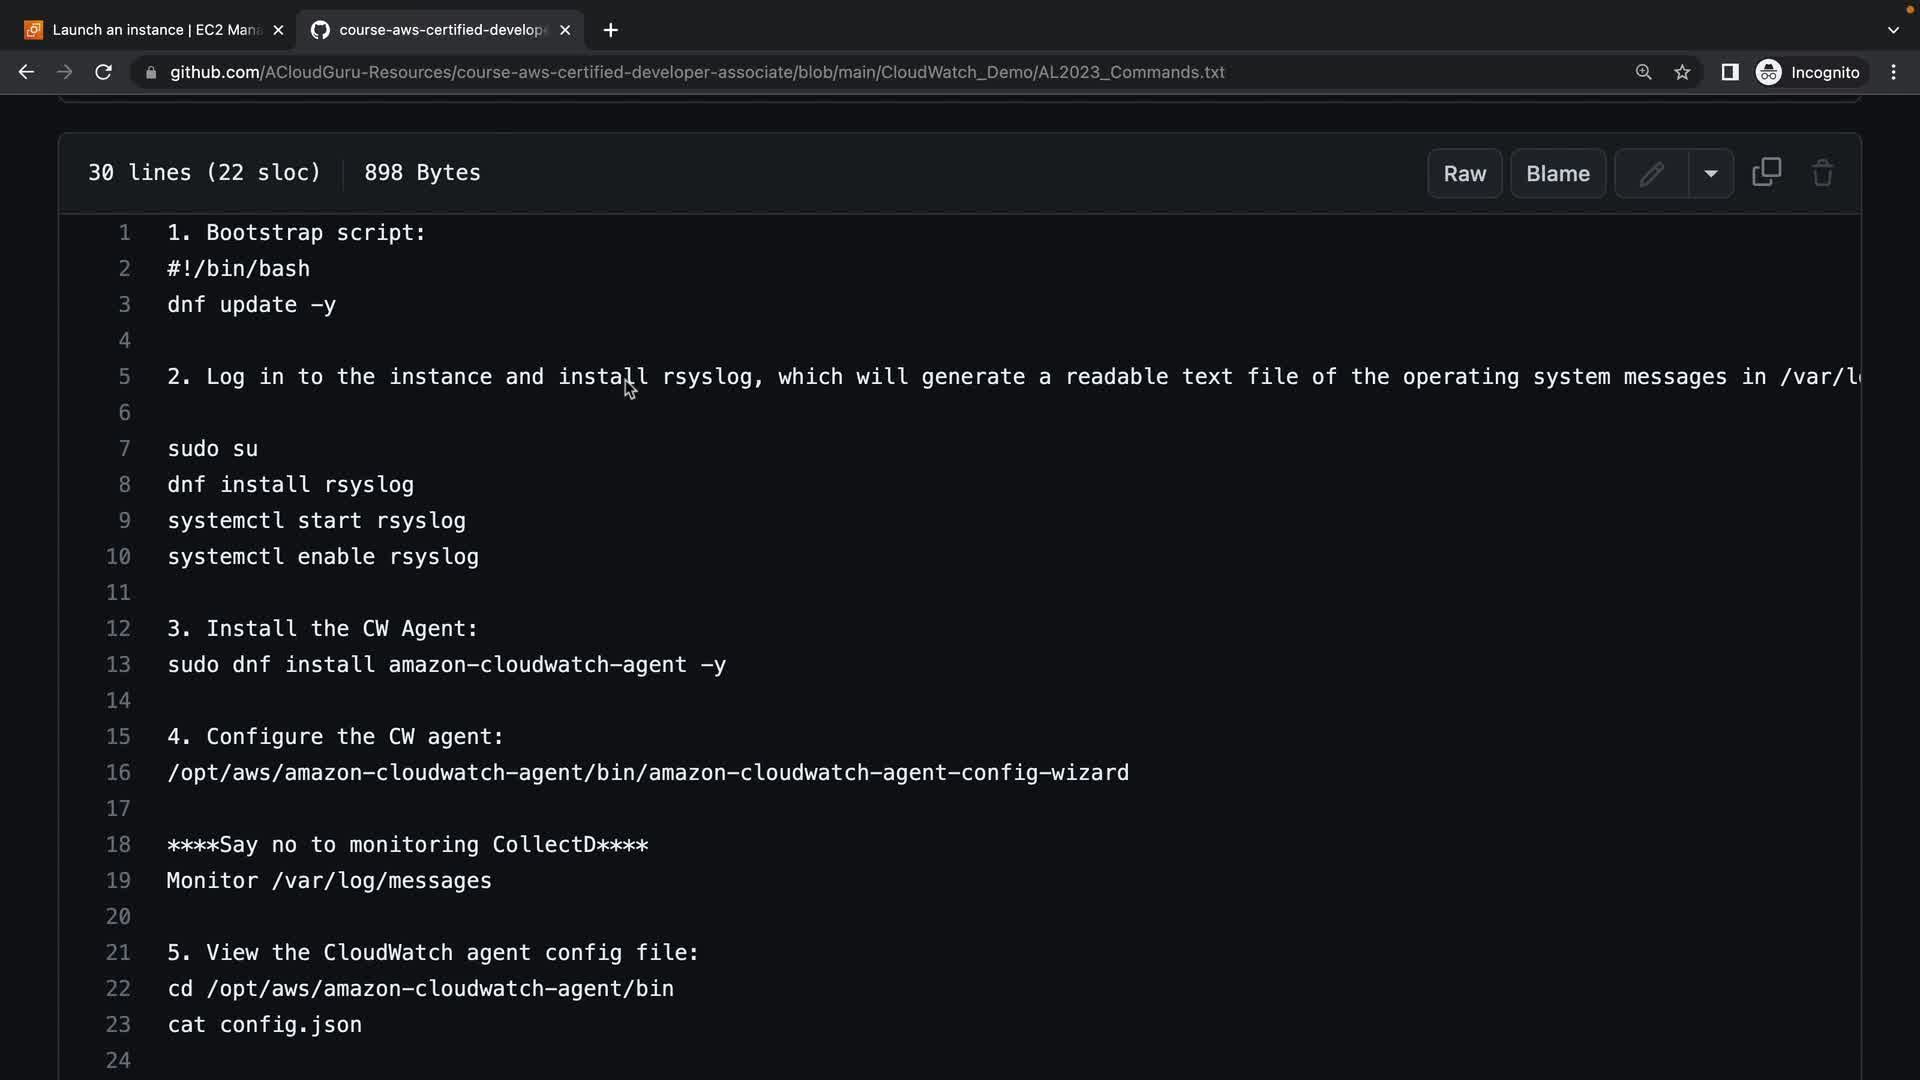 Launch an instance | EC2 Mana
course-aws-certified-develope
github.com/ACloudGuru-Resources/course-aws-certified-developer-associate/blob/main/CloudWatch_Demo/AL2023_Commands.txt
Incognito
30 lines (22 sloc)
898 Bytes
Raw
Blame
1 1. Bootstrap script:
2 #!/bin/bash
3 dnf update -y
4
5 2. Log in to the instance and install rsyslog, which will generate a readable text file of the operating system messages in /var/lo
6
7 sudo su
8 dnf install rsyslog
9 systemctl start rsyslog
10 systemctl enable rsyslog
11
12 3. Install the CW Agent:
13 sudo dnf install amazon-cloudwatch-agent -y
14
15 4. Configure the CW agent:
16 /opt/aws/amazon-cloudwatch-agent/bin/amazon-cloudwatch-agent-config-wizard
17
18 ****Say no to monitoring CollectD****
19 Monitor /var/log/messages
20
21 5. View the CloudWatch agent config file:
22 cd /opt/aws/amazon-cloudwatch-agent/bin
23 cat config.json
24